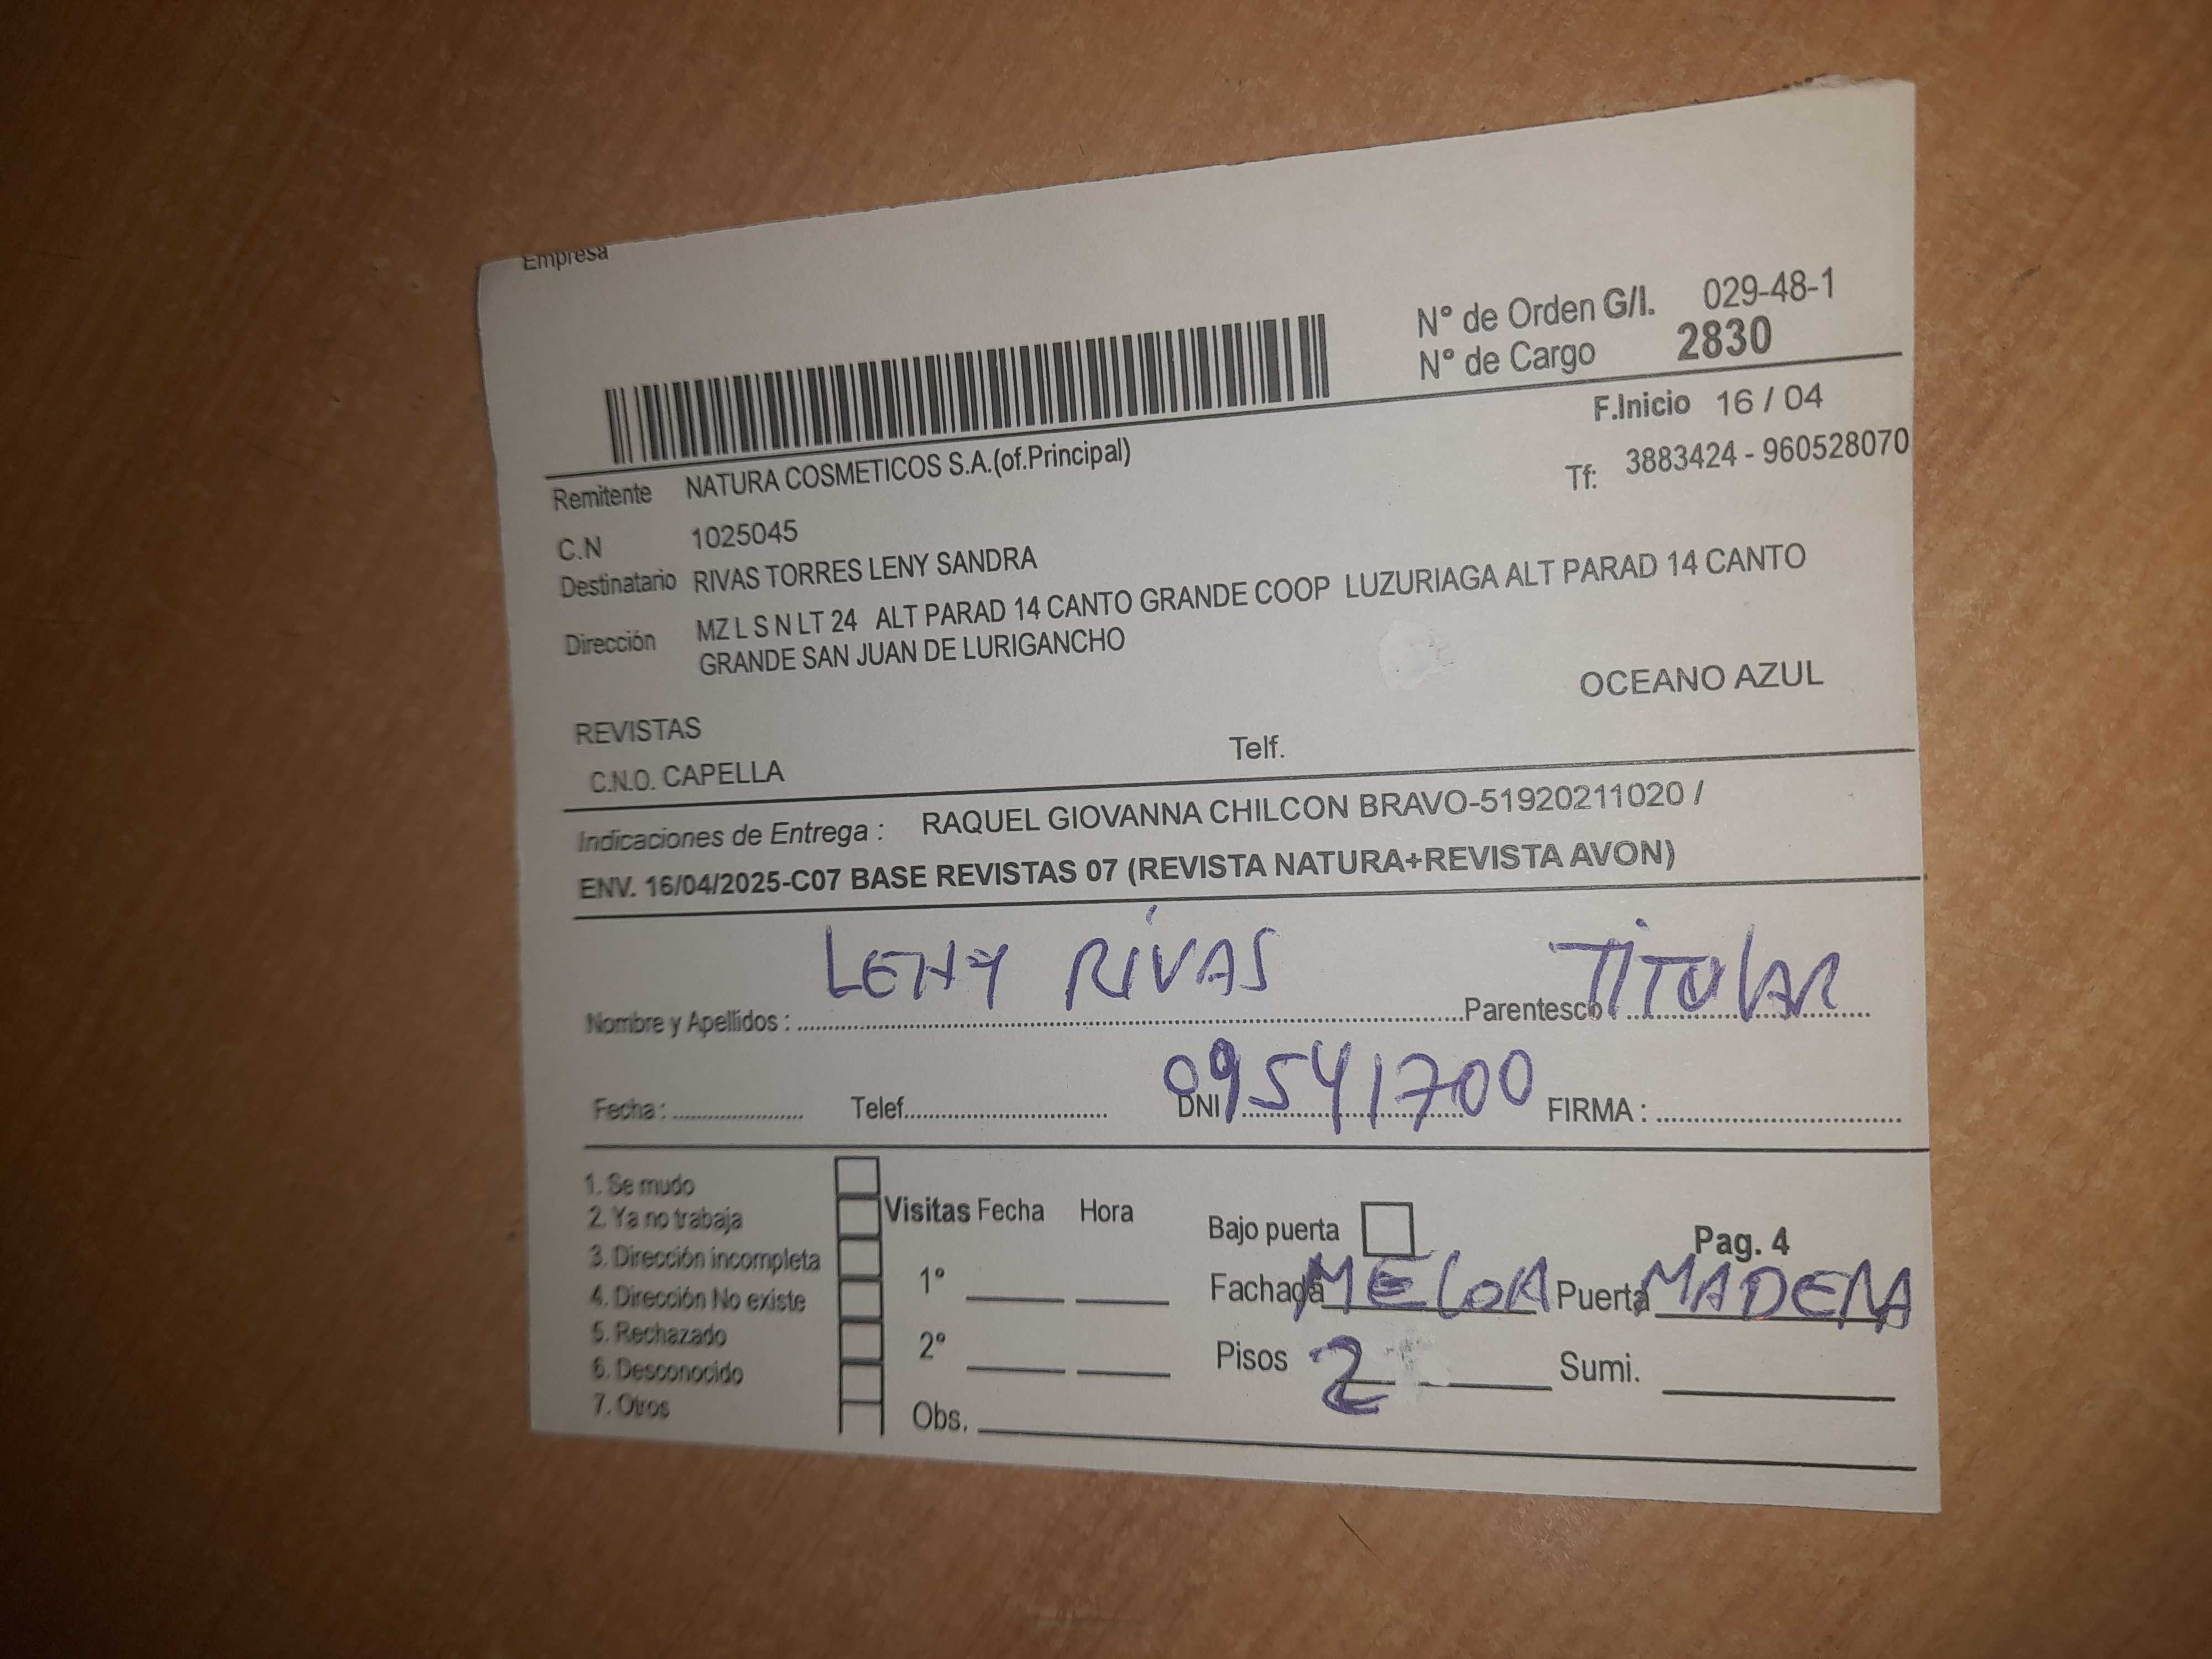 Empresa
N° de Orden G/I. 029-48-1
N° de Cargo 2830
F.Inicio 16 / 04
Remitente NATURA COSMETICOS S.A.(of.Principal) Tf: 3883424 - 960528070
C.N 1025045
Destinatario RIVAS TORRES LENY SANDRA
Dirección MZ L S N LT 24 ALT PARAD 14 CANTO GRANDE COOP LUZURIAGA ALT PARAD 14 CANTO
GRANDE SAN JUAN DE LURIGANCHO
OCEANO AZUL
REVISTAS
C.N.O. CAPELLA Telf.
Indicaciones de Entrega : RAQUEL GIOVANNA CHILCON BRAVO-51920211020 /
ENV. 16/04/2025-C07 BASE REVISTAS 07 (REVISTA NATURA+REVISTA AVON)
Nombre y Apellidos : LENY RIVAS Parentesco : TITULAR
Fecha : Telef. DNI 09541700 FIRMA :
1. Se mudo
2. Ya no trabaja
3. Dirección incompleta
4. Dirección No existe
5. Rechazado
6. Desconocido
7. Otros
Visitas Fecha Hora
1°
2°
Obs.
Bajo puerta Pag. 4
Fachada Puerta MADERA
Pisos 2 Sumi.